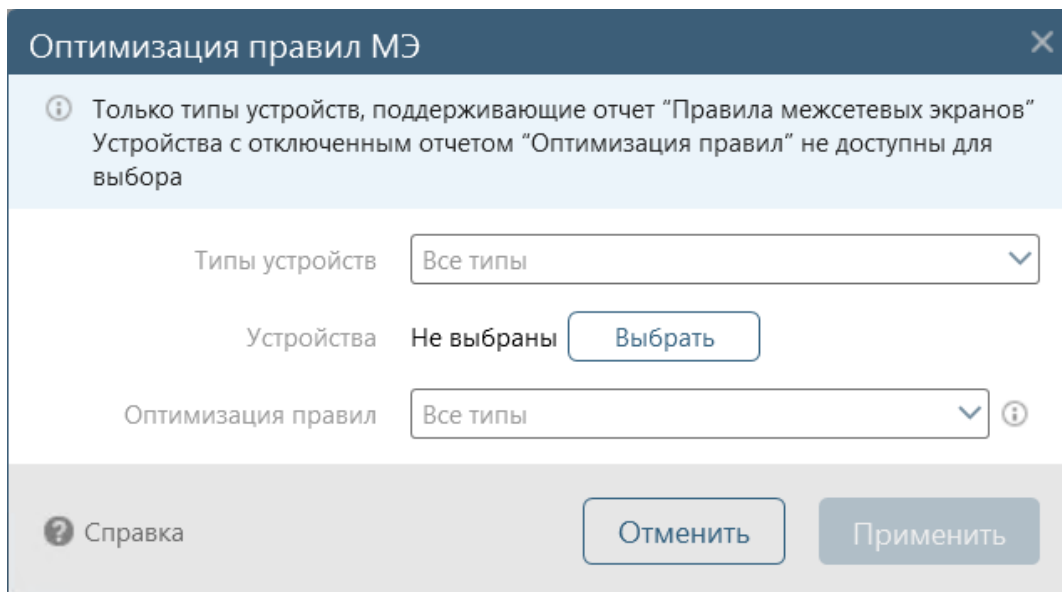 Оптимизация правил МЭ
Только типы устройств, поддерживающие отчет “Правила межсетевых экранов”
Устройства с отключенным отчетом “Оптимизация правил” не доступны для
выбора
Типы устройств Все типы
Устройства Не выбраны Выбрать
Оптимизация правил Все типы
Справка Отменить Применить